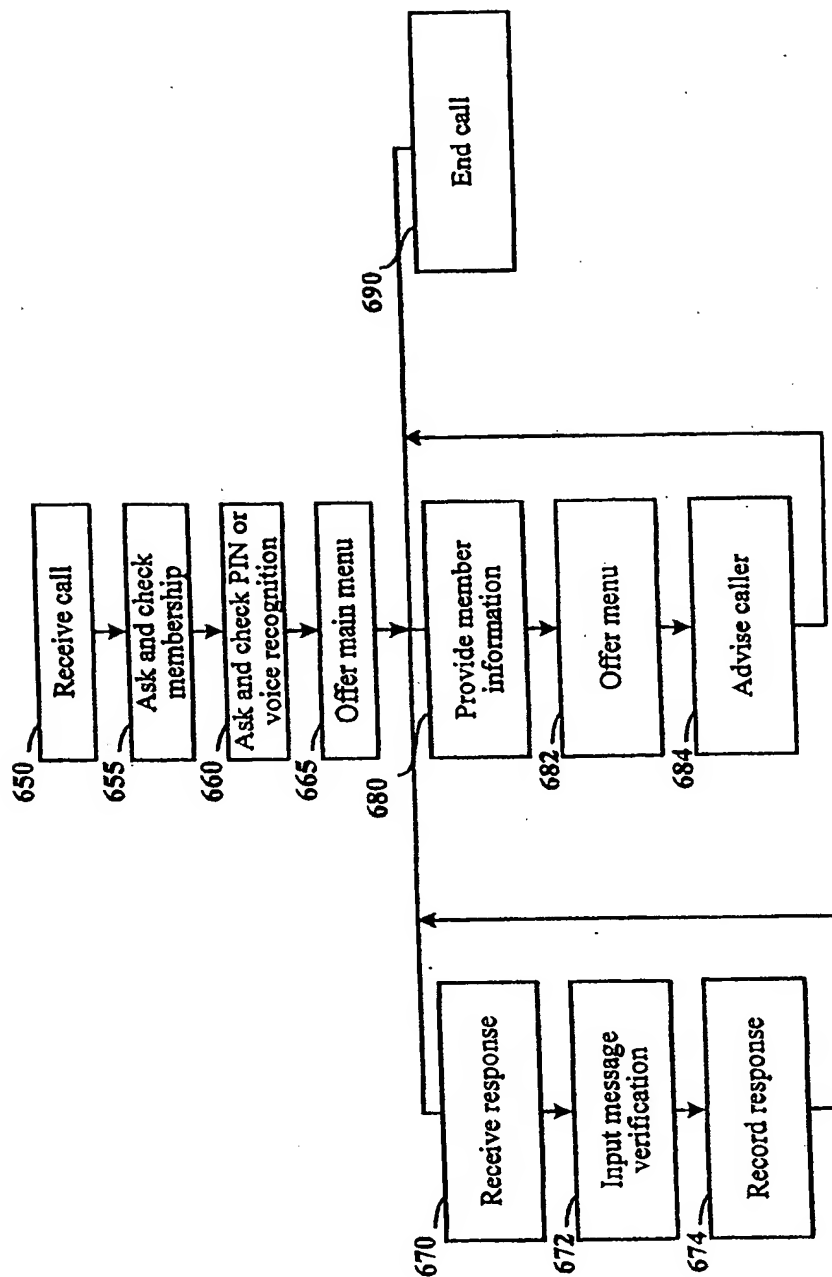 650
Receive call
655
Ask and check
membership
660
Ask and check PIN or
voice recognition
665
Offer main menu
670
Receive response
672
Input message
verification
674
Record response
680
Provide member
information
682
Offer menu
684
Advise caller
690
End call